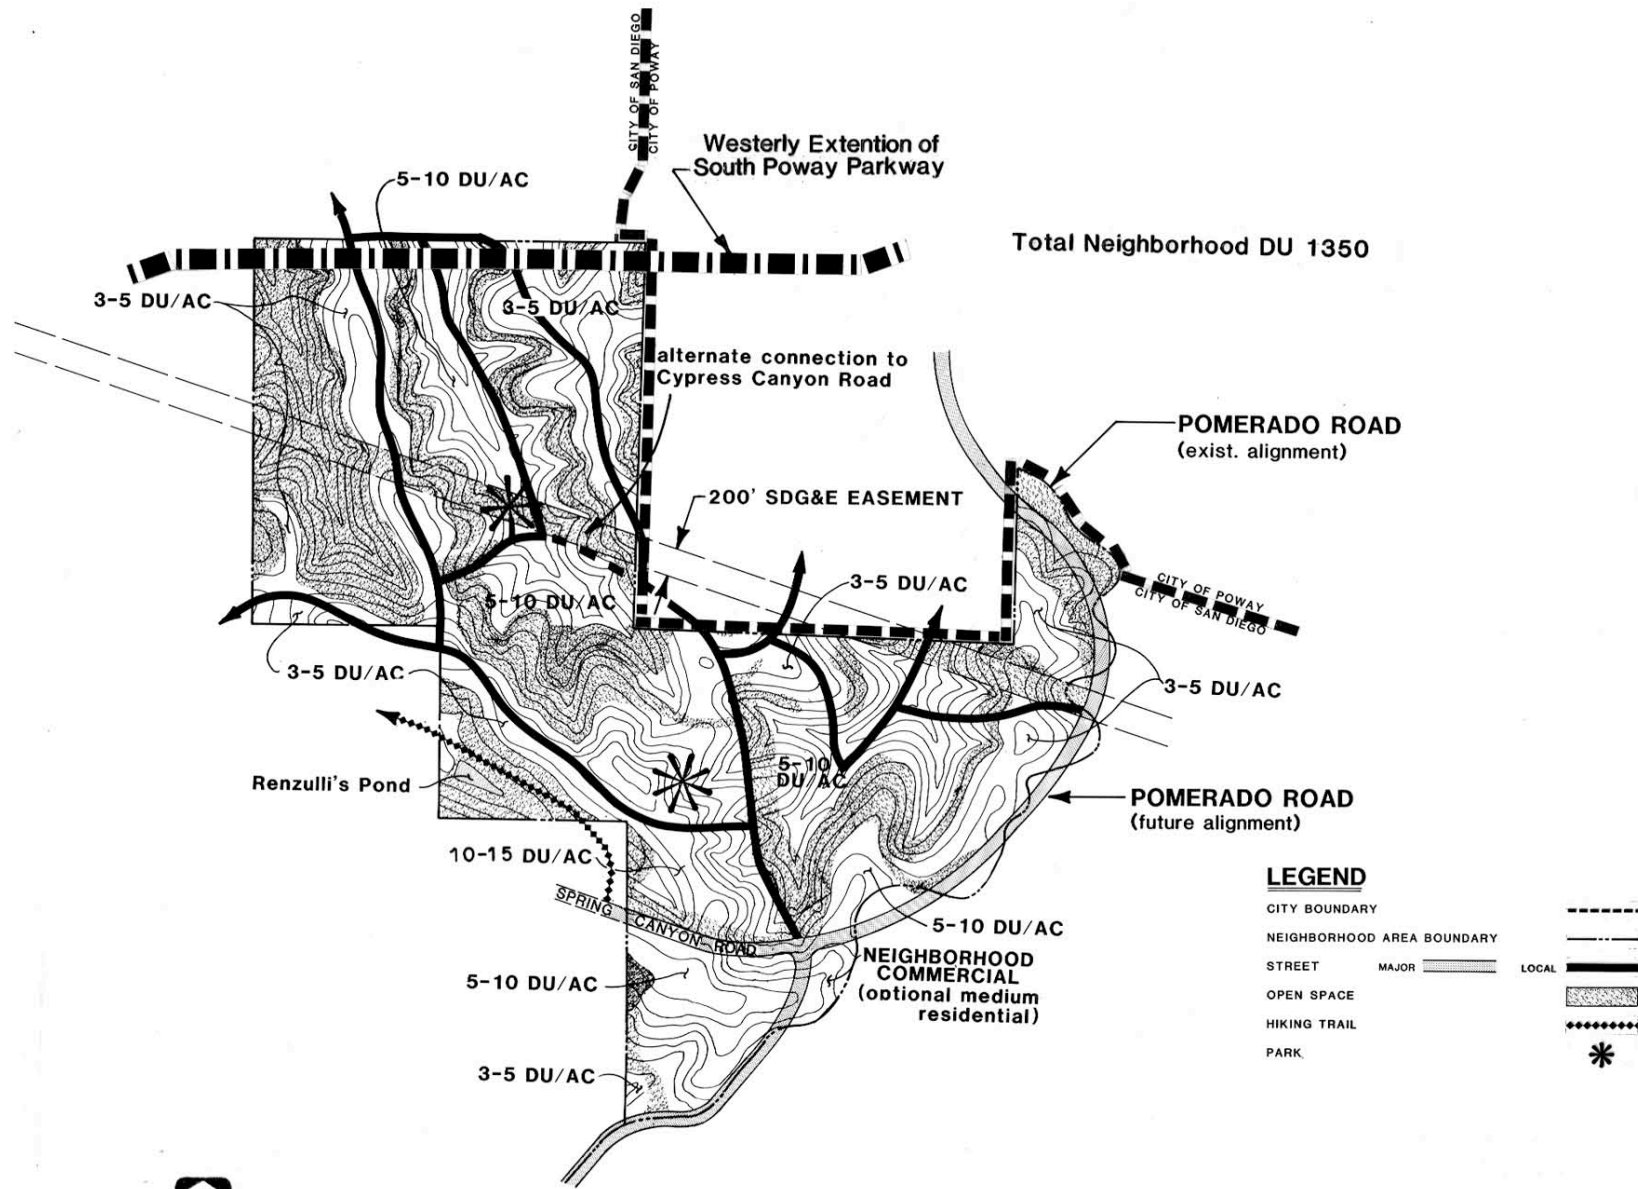 CITY OF SAN DIEGO
CITY OF POWAY
Westerly Extention of
South Poway Parkway
5-10 DU/AC
Total Neighborhood DU 1350
3-5 DU/AC
3-5 DU/AC
alternate connection to
Cypress Canyon Road
POMERADO ROAD
(exist. alignment)
200' SDG&E EASEMENT
3-5 DU/AC
CITY OF POWAY
CITY OF SAN DIEGO
5-10 DU/AC
3-5 DU/AC
3-5 DU/AC
5-10
DU/AC
Renzulli's Pond
POMERADO ROAD
(future alignment)
10-15 DU/AC
SPRING CANYON ROAD
5-10 DU/AC
NEIGHBORHOOD
COMMERCIAL
(optional medium
residential)
5-10 DU/AC
3-5 DU/AC
LEGEND
CITY BOUNDARY
NEIGHBORHOOD AREA BOUNDARY
STREET MAJOR LOCAL
OPEN SPACE
HIKING TRAIL
PARK